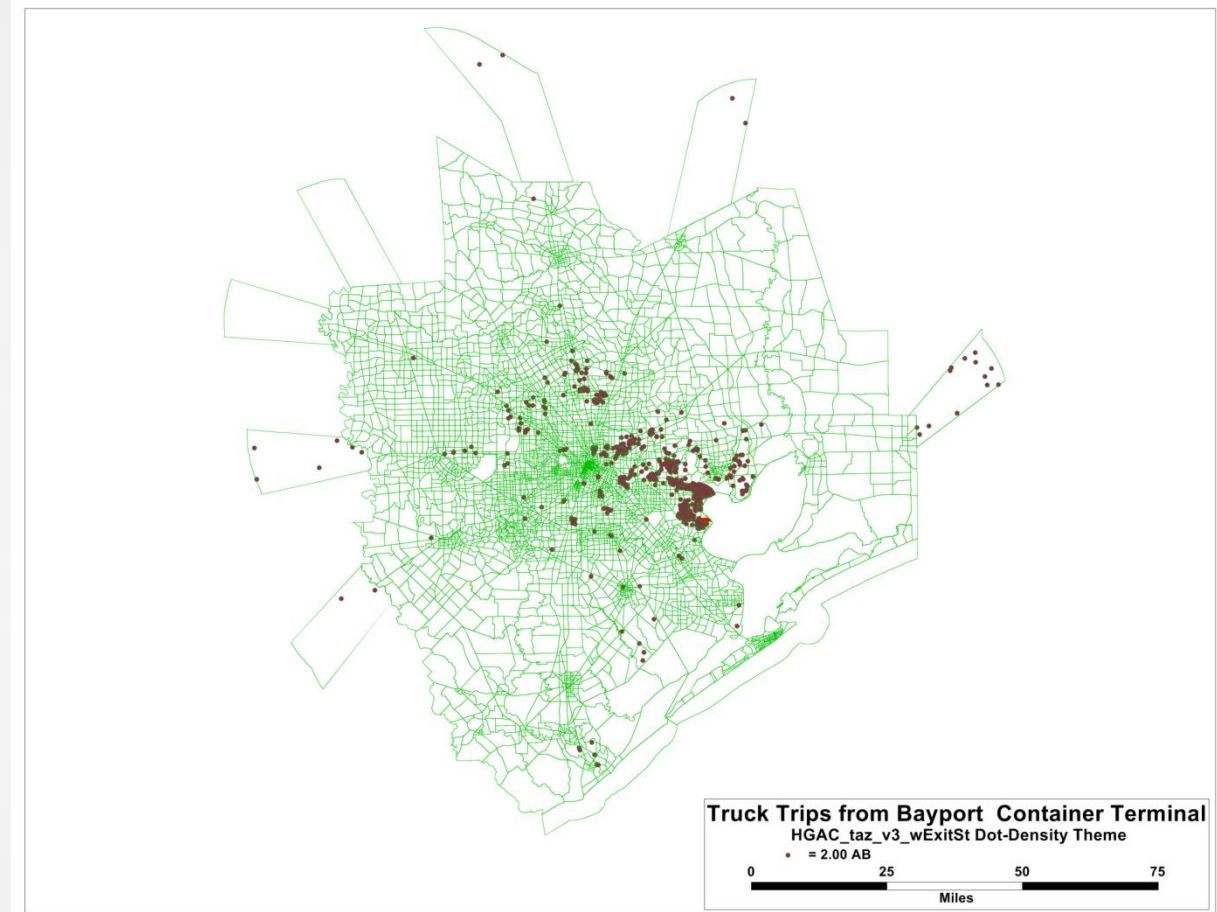 Truck Trips from Bayport Container Terminal
HGAC_taz_v3_wExitSt Dot-Density Theme
= 2.00 AB
0 25 50 75
Miles